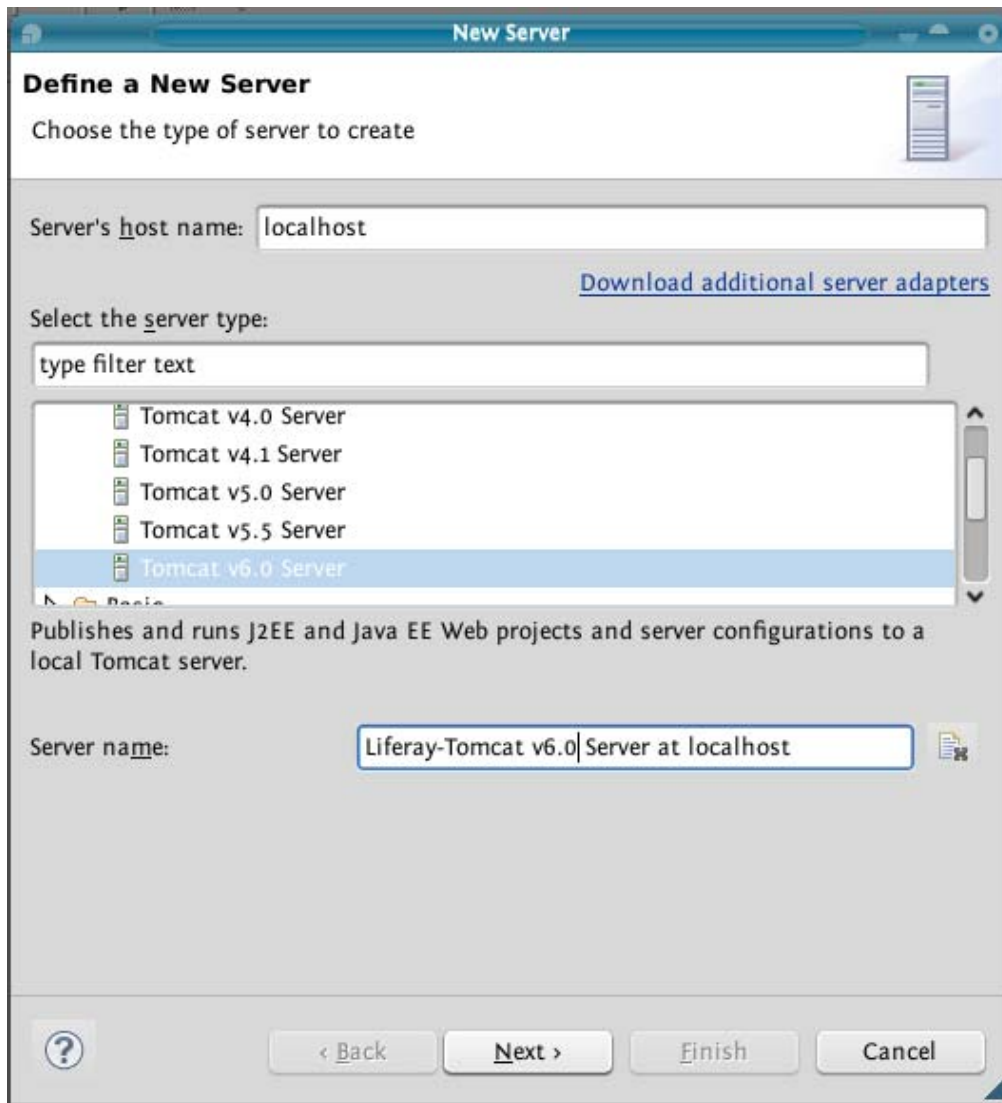 New Server
Define a New Server
Choose the type of server to create
Server's host name: localhost
Download additional server adapters
Select the server type:
type filter text
Tomcat v4.0 Server
Tomcat v4.1 Server
Tomcat v5.0 Server
Tomcat v5.5 Server
Tomcat v6.0 Server
Basic
Publishes and runs J2EE and Java EE Web projects and server configurations to a
local Tomcat server.
Server name: Liferay-Tomcat v6.0 Server at localhost
? < Back Next > Finish Cancel